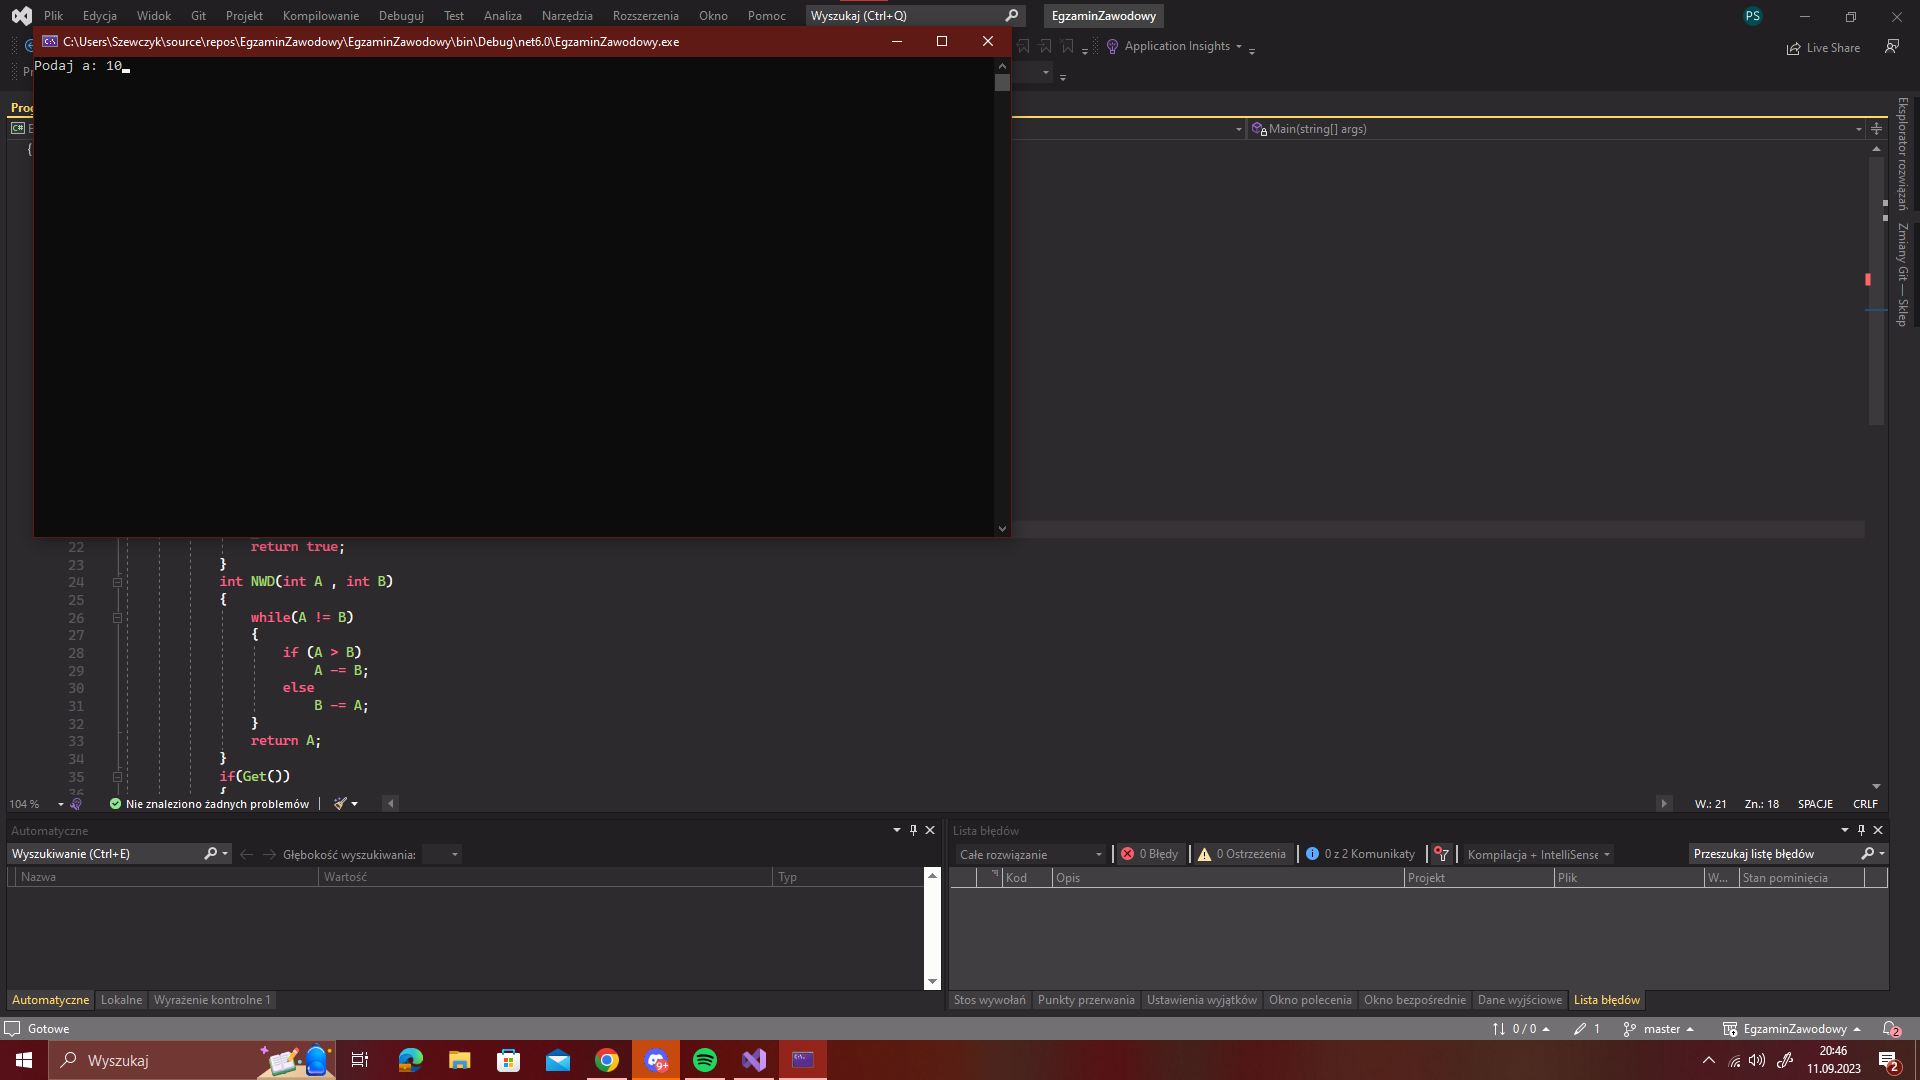 Plik Edycja Widok Git Projekt Kompilowanie Debuguj Test Analiza Narzędzia Rozszerzenia Okno Pomoc Wyszukaj (Ctrl+Q) EgzaminZawodowy PS
C:\Users\Szewczyk\source\repos\EgzaminZawodowy\EgzaminZawodowy\bin\Debug\net6.0\EgzaminZawodowy.exe
Application Insights
Live Share
Podaj a: 10
Main(string[] args)
{
Eksplorator rozwiązań
Zmiany Git — Sklep
22 return true;
23 }
24 int NWD(int A , int B)
25 {
26 while(A != B)
27 {
28 if (A > B)
29 A -= B;
30 else
31 B -= A;
32 }
33 return A;
34 }
35 if(Get())
36 {
104 % Nie znaleziono żadnych problemów W.: 21 Zn.: 18 SPACJE CRLF
Automatyczne
Wyszukiwanie (Ctrl+E) Głębokość wyszukiwania:
Nazwa Wartość Typ
Automatyczne Lokalne Wyrażenie kontrolne 1
Lista błędów
Całe rozwiązanie 0 Błędy 0 Ostrzeżenia 0 z 2 Komunikaty Kompilacja + IntelliSense Przeszukaj listę błędów
Kod Opis Projekt Plik W... Stan pominięcia
Stos wywołań Punkty przerwania Ustawienia wyjątków Okno polecenia Okno bezpośrednie Dane wyjściowe Lista błędów
Gotowe 0 / 0 1 master EgzaminZawodowy 2
Wyszukaj 9+ 20:46
11.09.2023 2